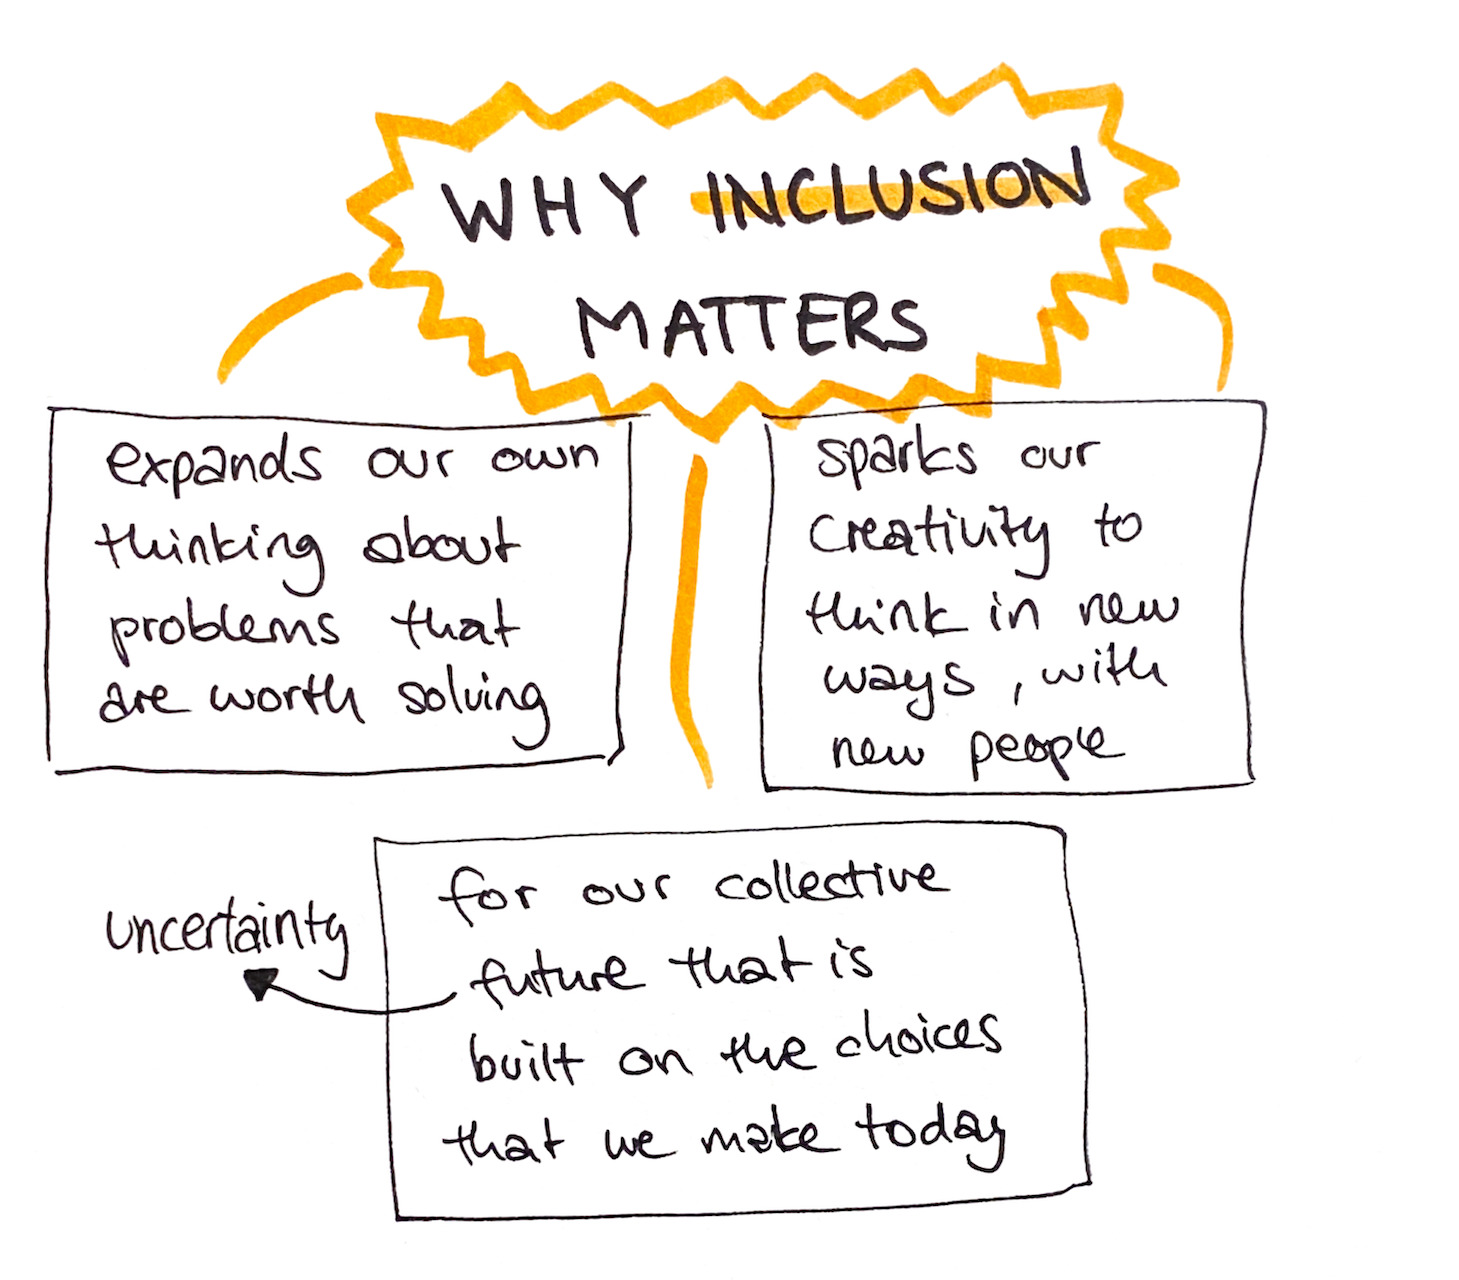 WHY INCLUSION
MATTERS
expands our own
thinking about
problems that
are worth solving
sparks our
creativity to
think in new
ways, with
new people
uncertainty
for our collective
future that is
built on the choices
that we make today